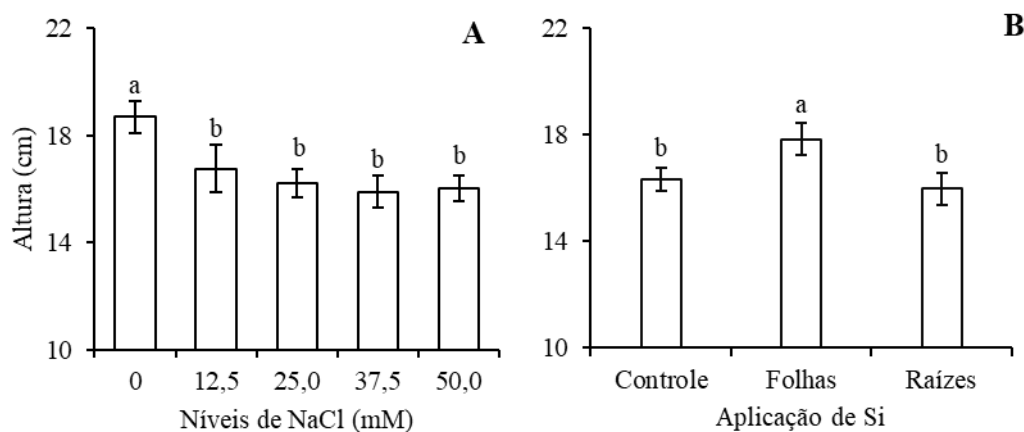 A
Altura (cm)
22
18
14
10
a
b
b
b
b
0 12,5 25,0 37,5 50,0
Níveis de NaCl (mM)
B
22
18
14
10
b
a
b
Controle Folhas Raízes
Aplicação de Si